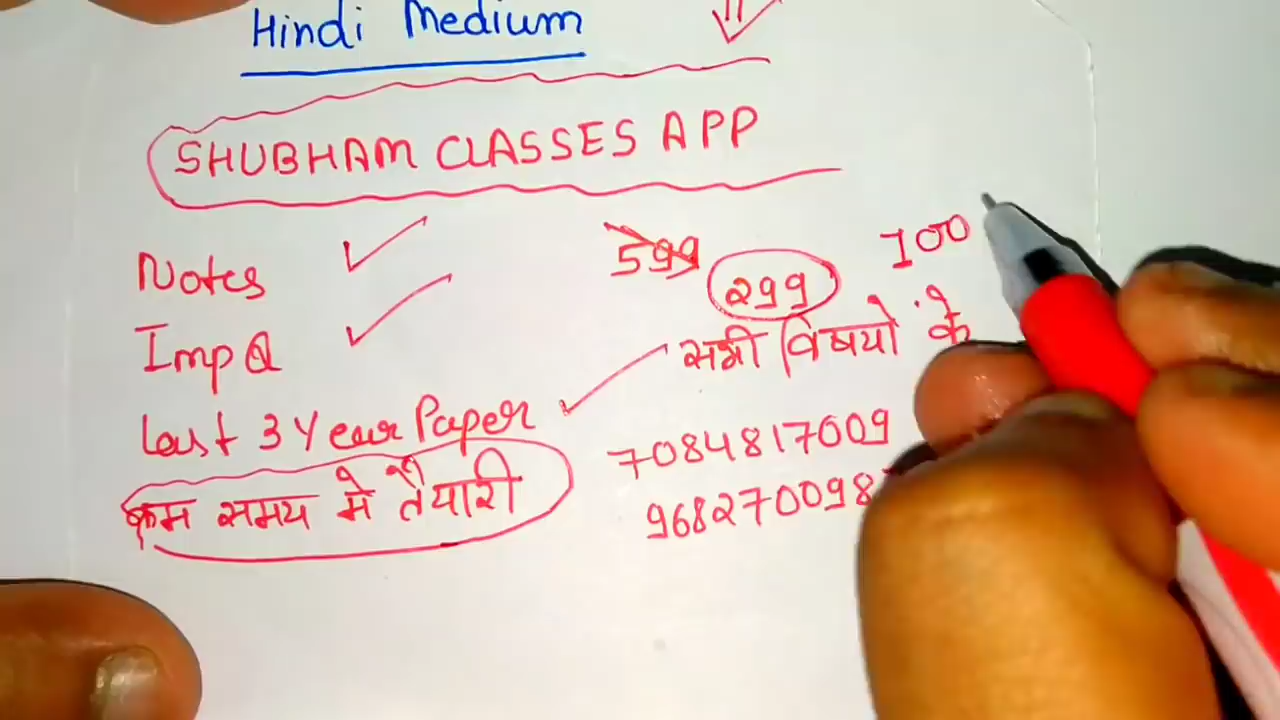 Hindi Medium
SHUBHAM CLASSES APP
Notes
599
299
100
Imp Q
सभी विषयो के
Last 3 Year Paper
7084817009
कम समय मे तैयारी
968270098